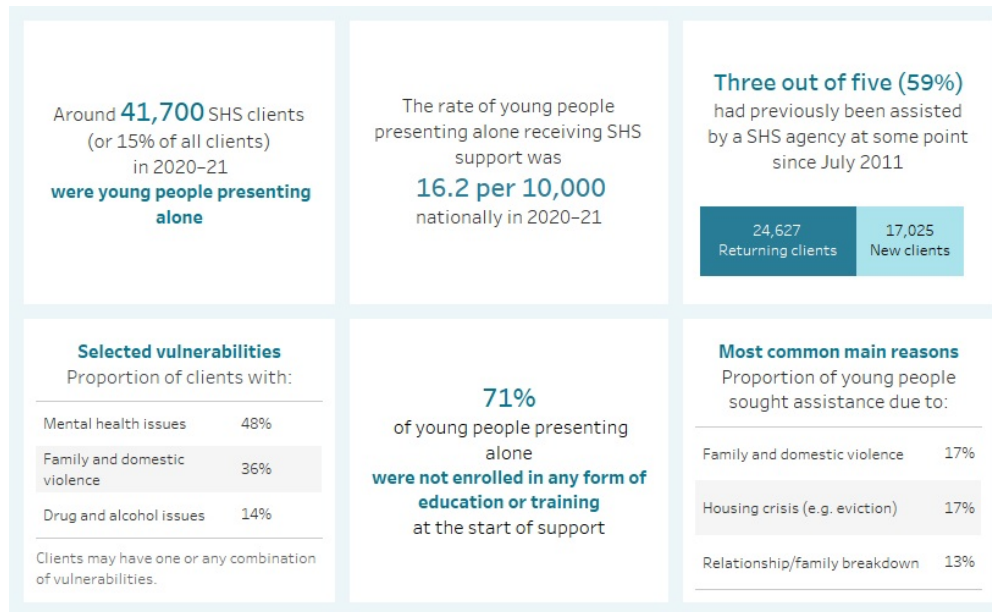 Around 41,700 SHS clients
(or 15% of all clients)
in 2020–21
were young people presenting
alone
The rate of young people
presenting alone receiving SHS
support was
16.2 per 10,000
nationally in 2020–21
Three out of five (59%)
had previously been assisted
by a SHS agency at some point
since July 2011
24,627 17,025
Returning clients New clients
Selected vulnerabilities
Proportion of clients with:
Mental health issues 48%
Family and domestic
violence 36%
Drug and alcohol issues 14%
Clients may have one or any combination
of vulnerabilities.
71%
of young people presenting
alone
were not enrolled in any form of
education or training
at the start of support
Most common main reasons
Proportion of young people
sought assistance due to:
Family and domestic violence 17%
Housing crisis (e.g. eviction) 17%
Relationship/family breakdown 13%